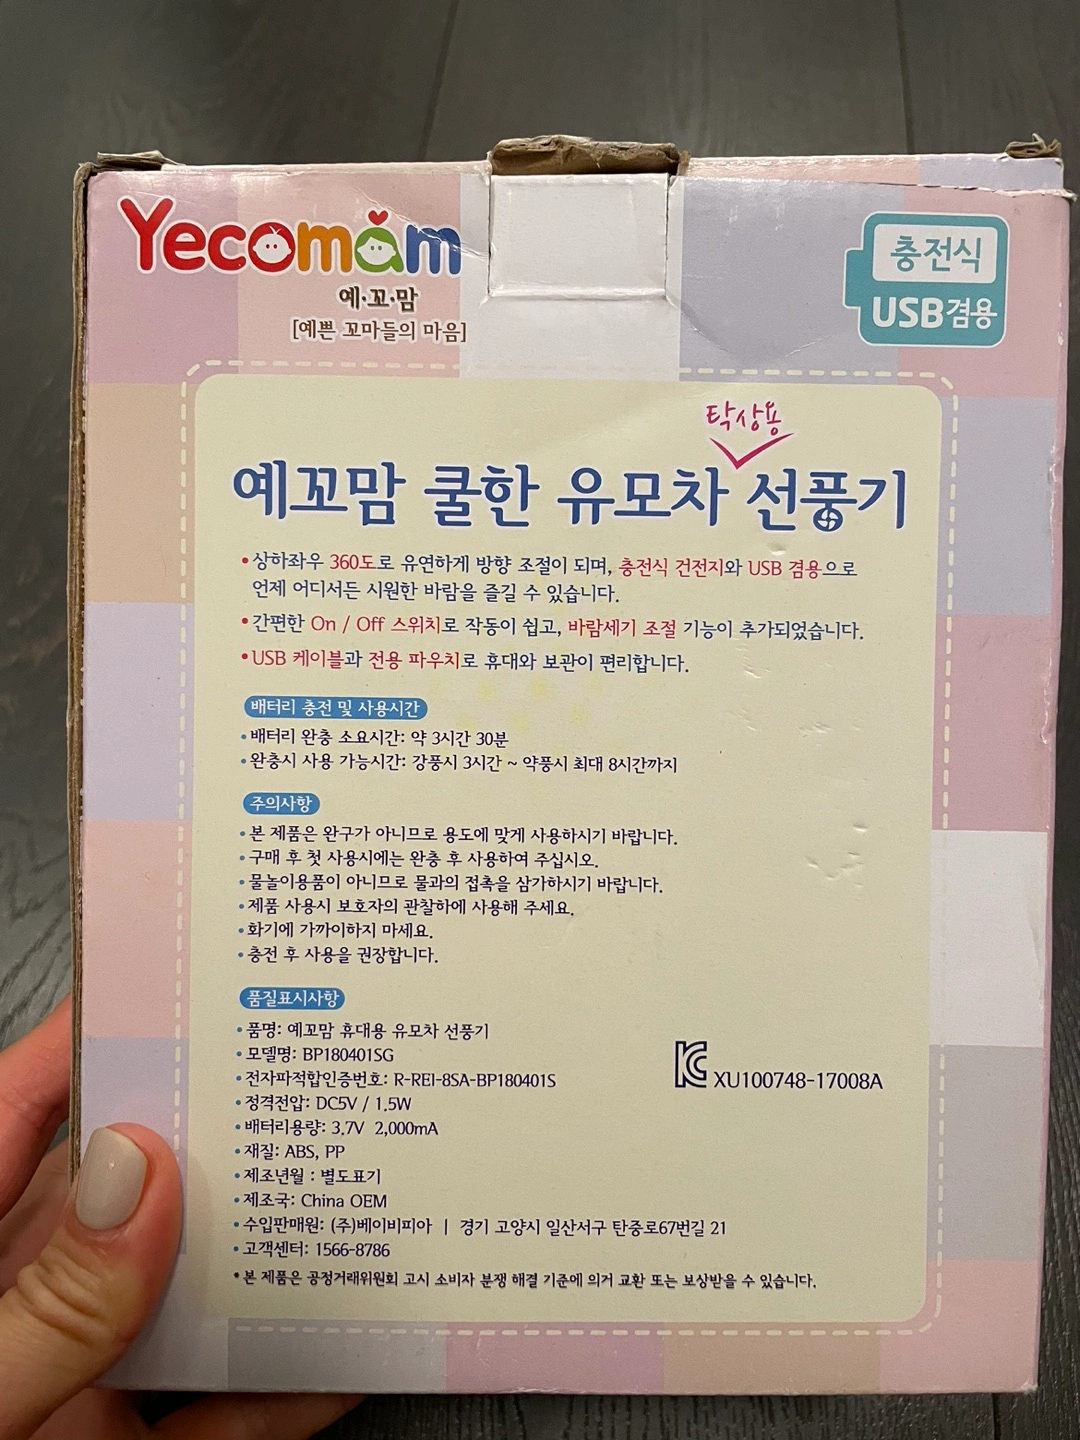 Yecomam
예·꼬·맘
[예쁜 꼬마들의 마음]
충전식
USB겸용
탁상용
예꼬맘 쿨한 유모차 선풍기
•상하좌우 360도로 유연하게 방향 조절이 되며, 충전식 건전지와 USB 겸용으로
언제 어디서든 시원한 바람을 즐길 수 있습니다.
•간편한 On / Off 스위치로 작동이 쉽고, 바람세기 조절 기능이 추가되었습니다.
•USB 케이블과 전용 파우치로 휴대와 보관이 편리합니다.
배터리 충전 및 사용시간
•배터리 완충 소요시간: 약 3시간 30분
•완충시 사용 가능시간: 강풍시 3시간 ~ 약풍시 최대 8시간까지
주의사항
•본 제품은 완구가 아니므로 용도에 맞게 사용하시기 바랍니다.
•구매 후 첫 사용시에는 완충 후 사용하여 주십시오.
•물놀이용품이 아니므로 물과의 접촉을 삼가하시기 바랍니다.
•제품 사용시 보호자의 관찰하에 사용해 주세요.
•화기에 가까이하지 마세요.
•충전 후 사용을 권장합니다.
품질표시사항
•품명: 예꼬맘 휴대용 유모차 선풍기
•모델명: BP180401SG
•전자파적합인증번호: R-REI-8SA-BP180401S
•정격전압: DC5V / 1.5W
•배터리용량: 3.7V 2,000mA
•재질: ABS, PP
•제조년월 : 별도표기
•제조국: China OEM
•수입판매원: (주)베이비피아 | 경기 고양시 일산서구 탄중로67번길 21
•고객센터: 1566-8786
•본 제품은 공정거래위원회 고시 소비자 분쟁 해결 기준에 의거 교환 또는 보상받을 수 있습니다.
KC XU100748-17008A